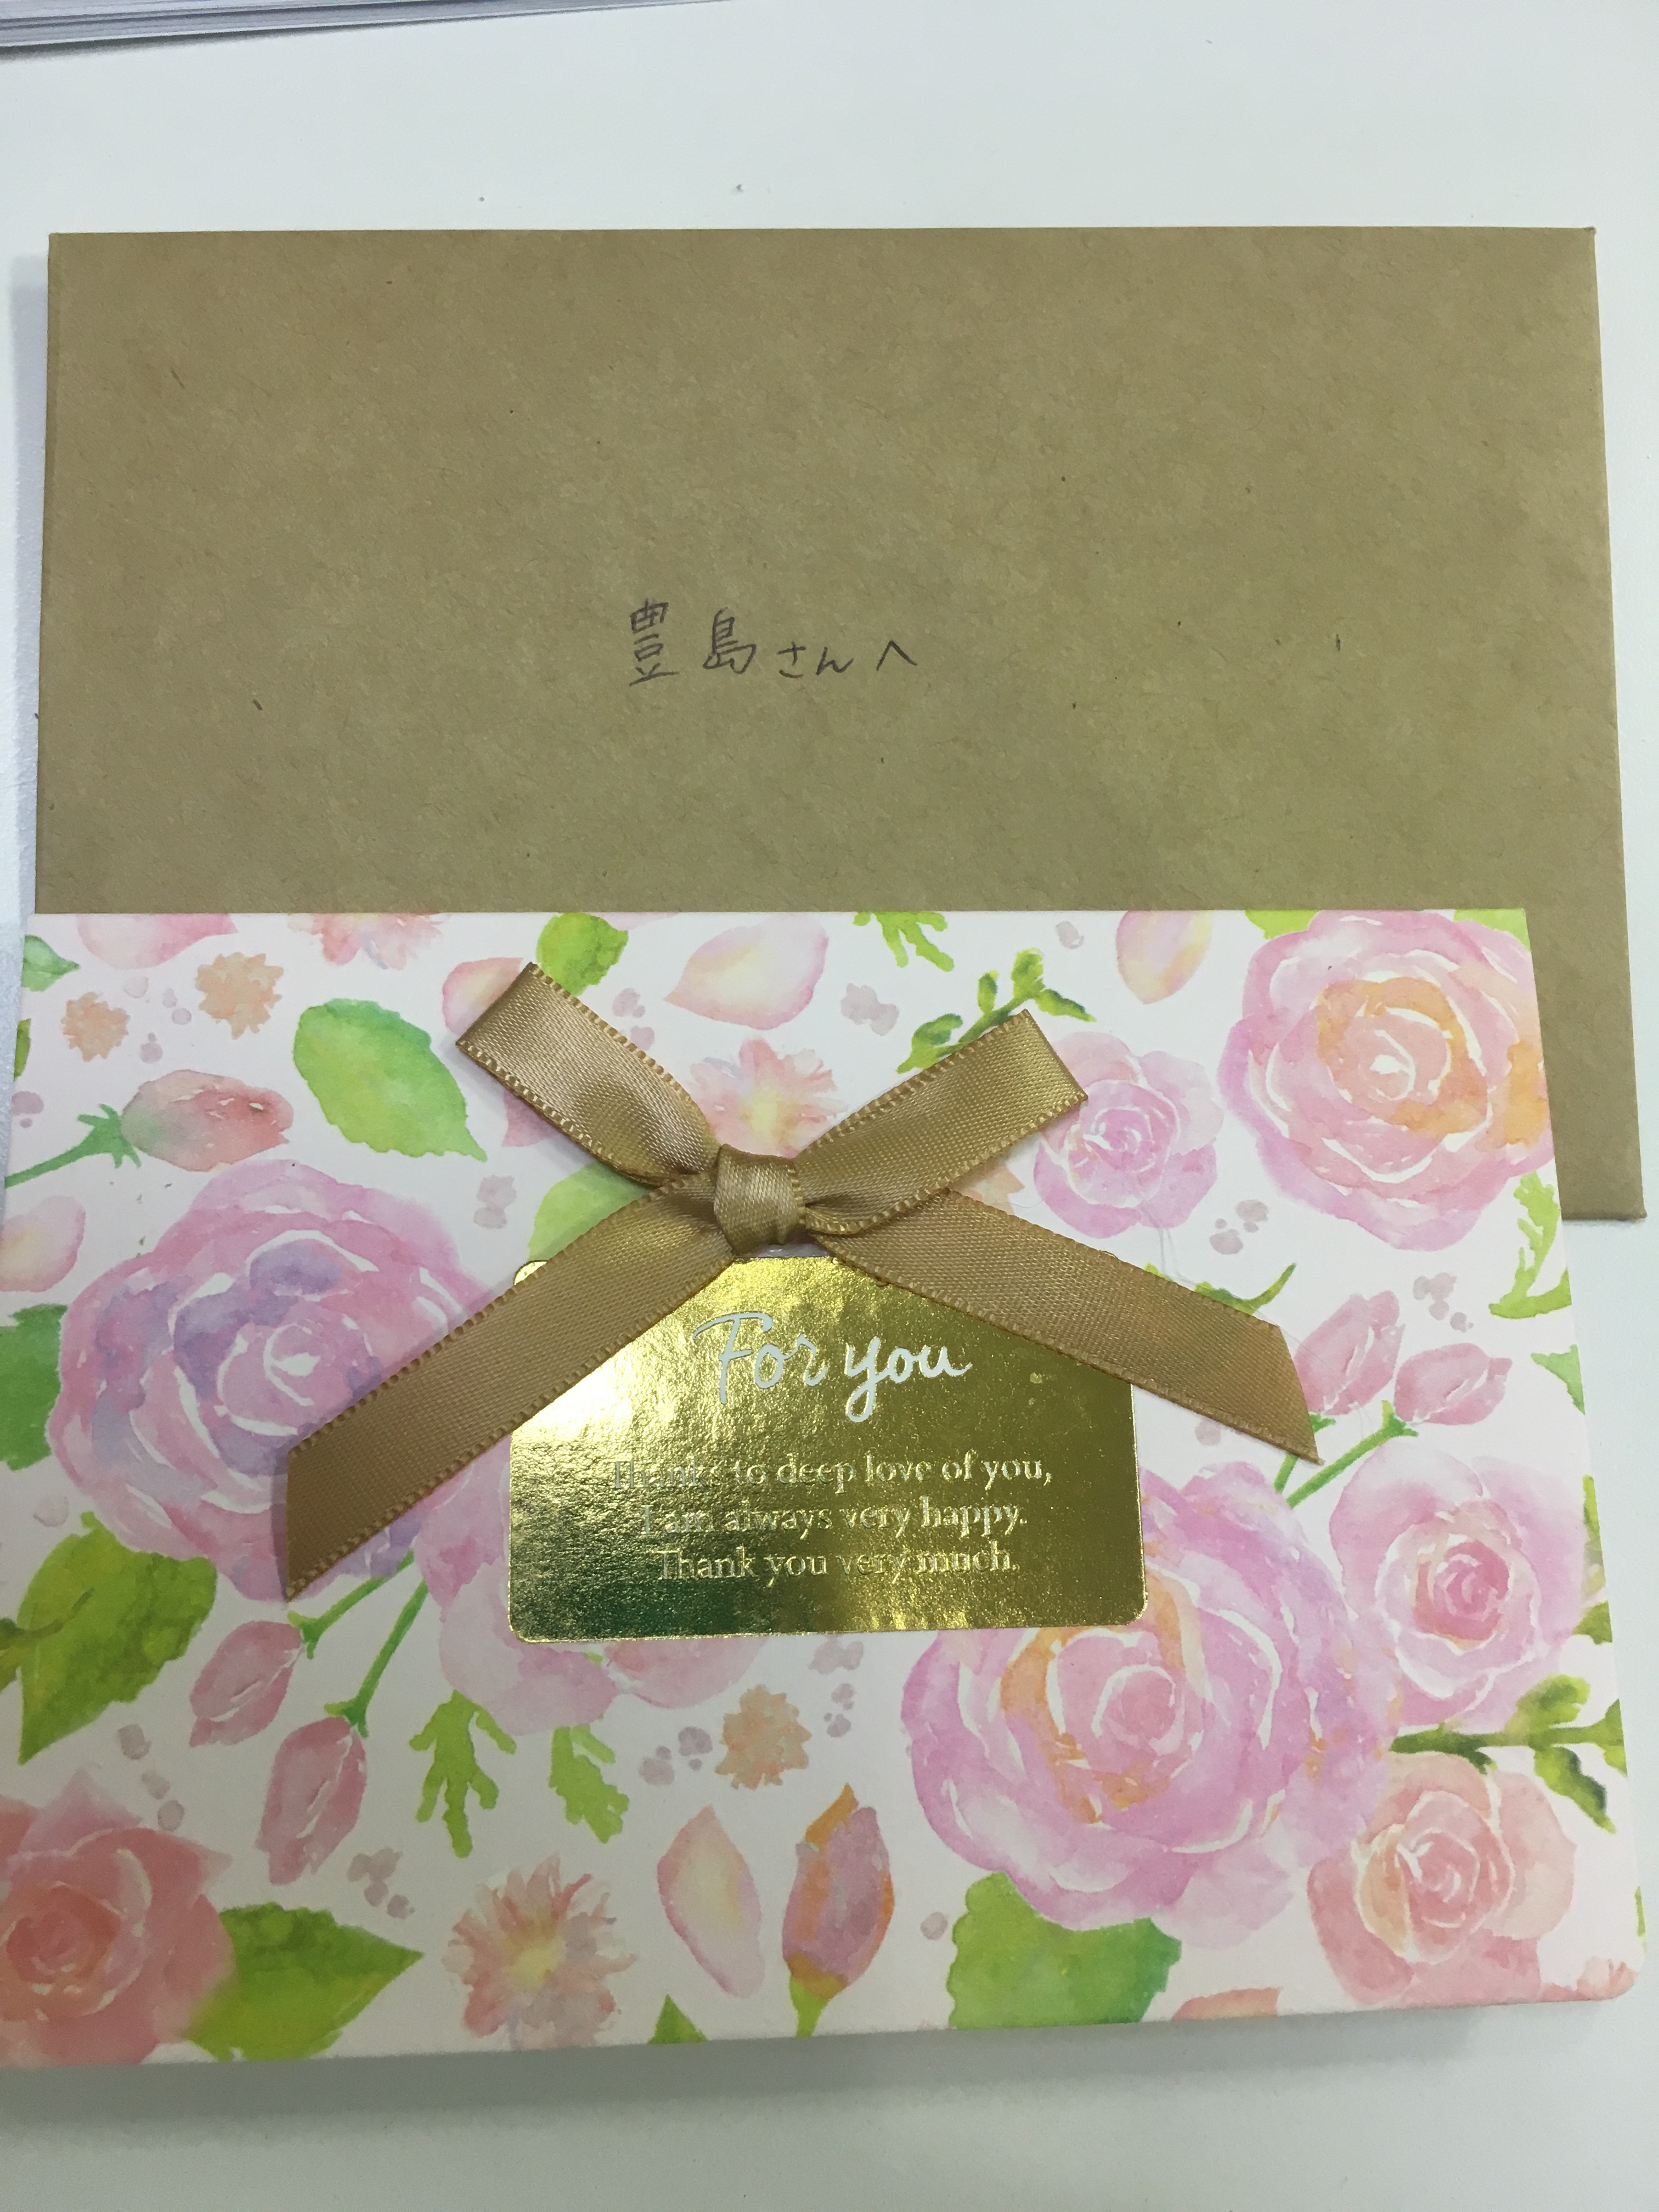 豊島さんへ
For you
Thanks to deep love of you,
I am always very happy.
Thank you very much.